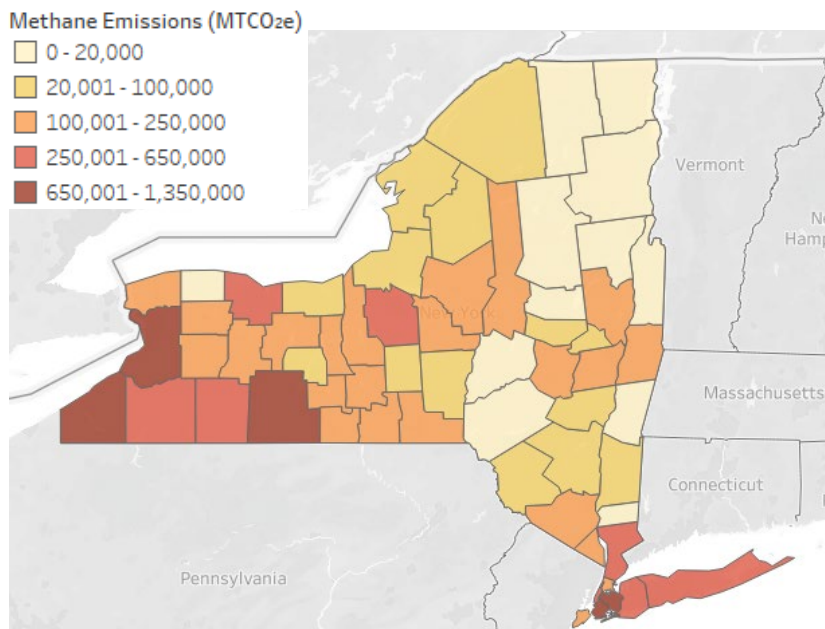 Methane Emissions (MTCO2e)
0 - 20,000
20,001 - 100,000
100,001 - 250,000
250,001 - 650,000
650,001 - 1,350,000
Vermont
New York
Massachusetts
Connecticut
Pennsylvania